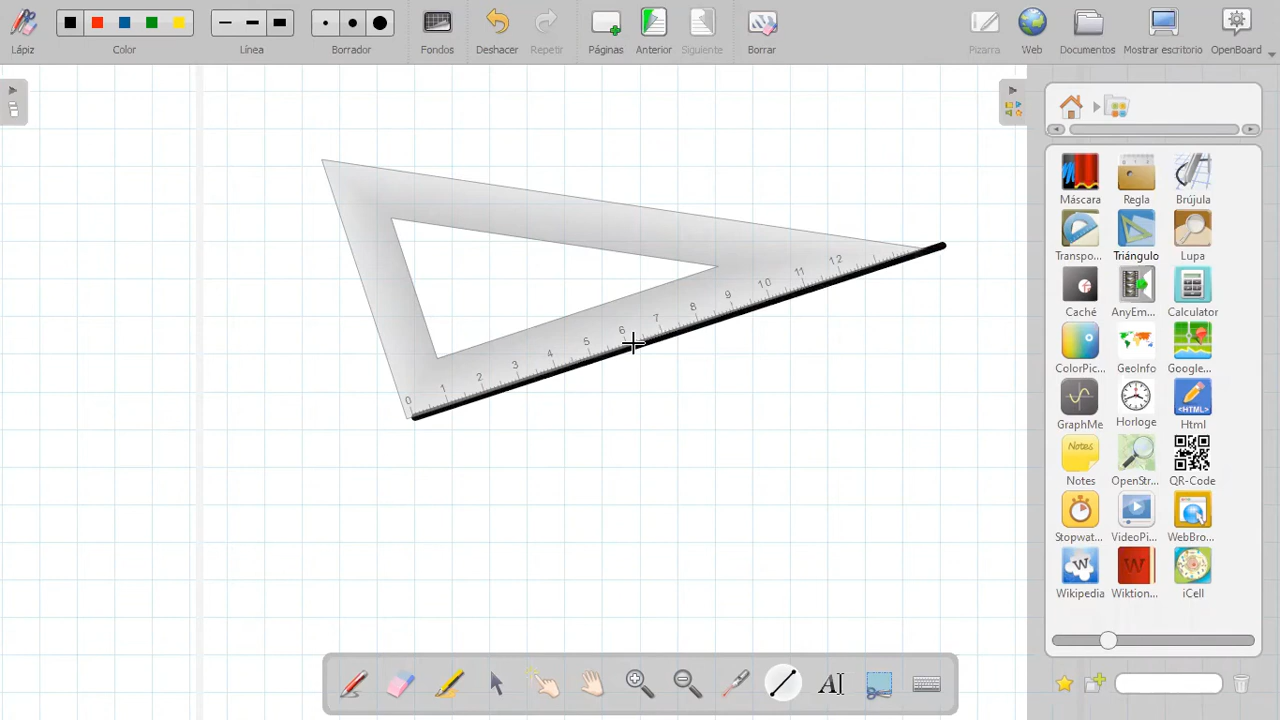 Lápiz Color Línea Borrador Fondos Deshacer Repetir Páginas Anterior Siguiente Borrar Pizarra Web Documentos Mostrar escritorio OpenBoard
Máscara Regla Brújula
Transpo... Triángulo Lupa
Caché AnyEm... Calculator
ColorPic... GeoInfo Google...
GraphMe Horloge Html
<HTML>
Notes
Notes OpenStr... QR-Code
Stopwat... VideoPi... WebBro...
W W
Wikipedia Wiktion... iCell
0 1 2 3 4 5 6 7 8 9 10 11 12
A